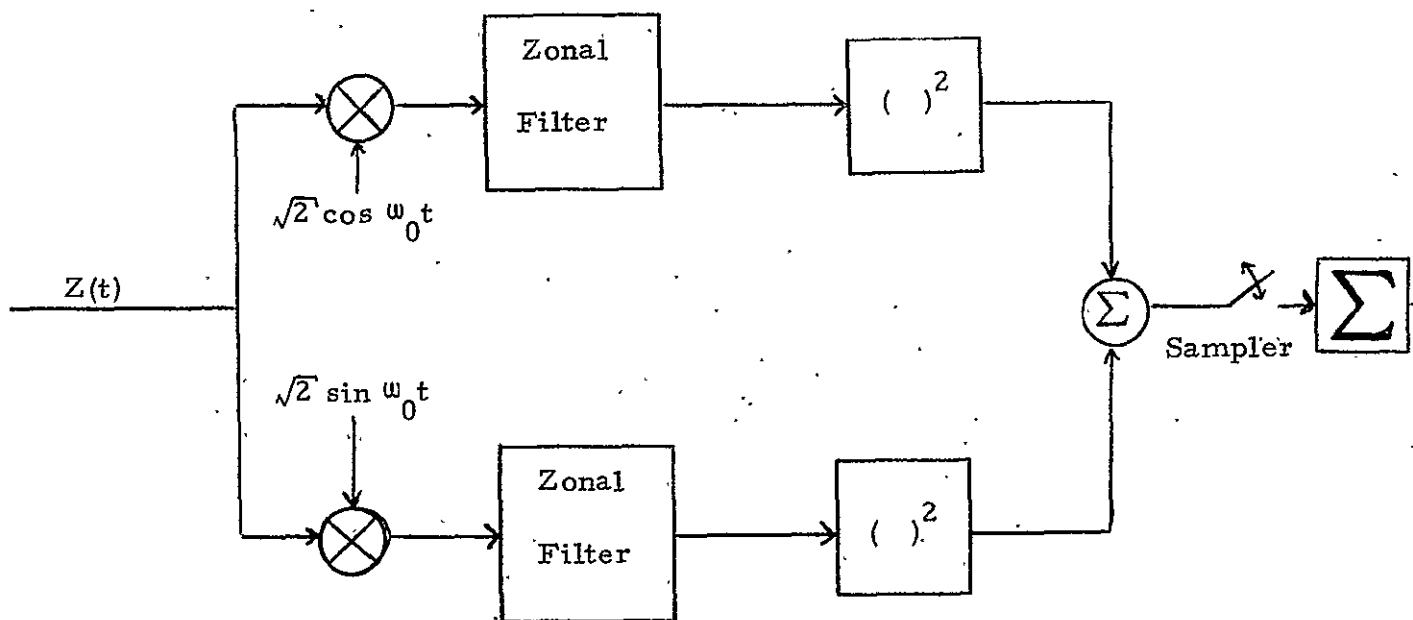 Zonal
Filter
( )²
√2 cos ω₀t
Z(t)
Σ
Sampler
Σ
√2 sin ω₀t
Zonal
Filter
( )²